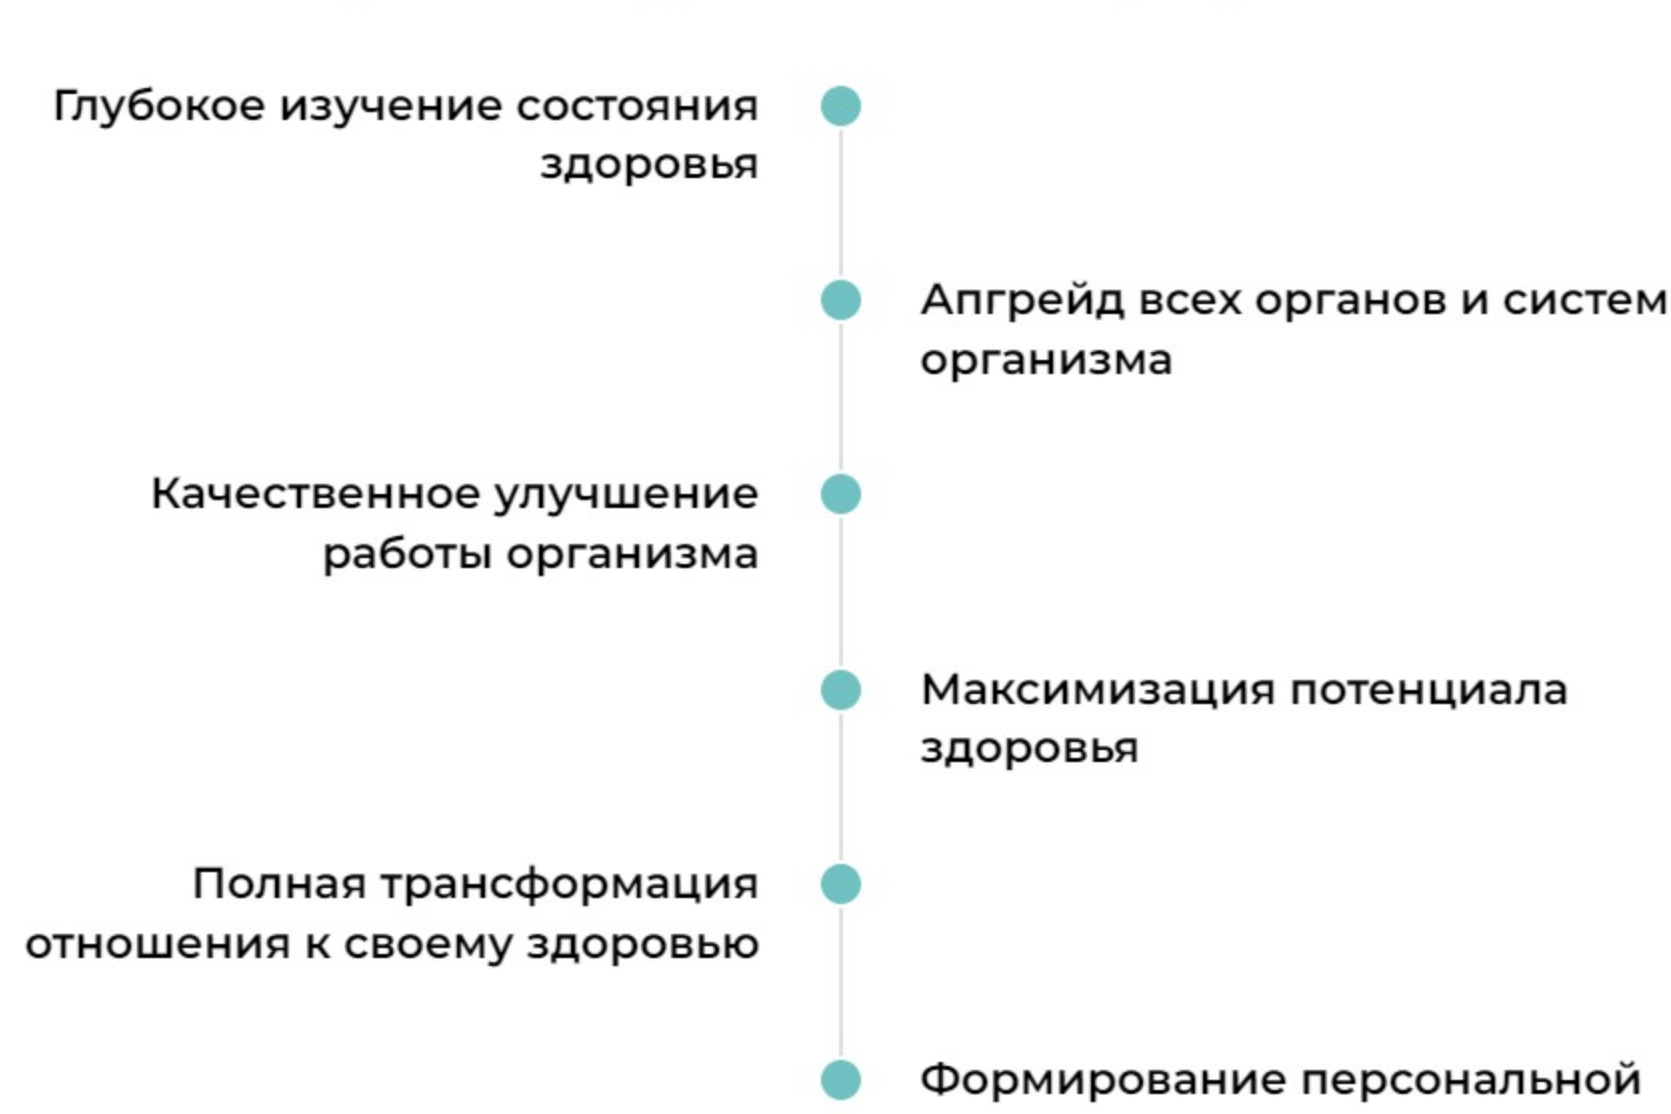 Глубокое изучение состояния
здоровья
Апгрейд всех органов и систем
организма
Качественное улучшение
работы организма
Максимизация потенциала
здоровья
Полная трансформация
отношения к своему здоровью
Формирование персональной